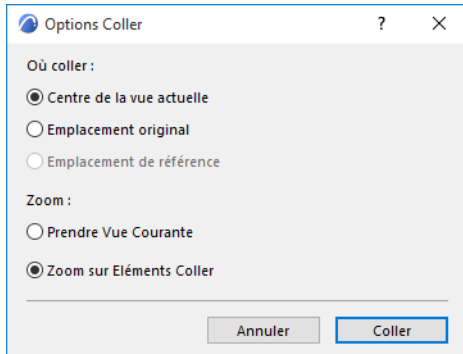 Options Coller
?
Où coller :
Centre de la vue actuelle
Emplacement original
Emplacement de référence
Zoom :
Prendre Vue Courante
Zoom sur Eléments Coller
Annuler
Coller